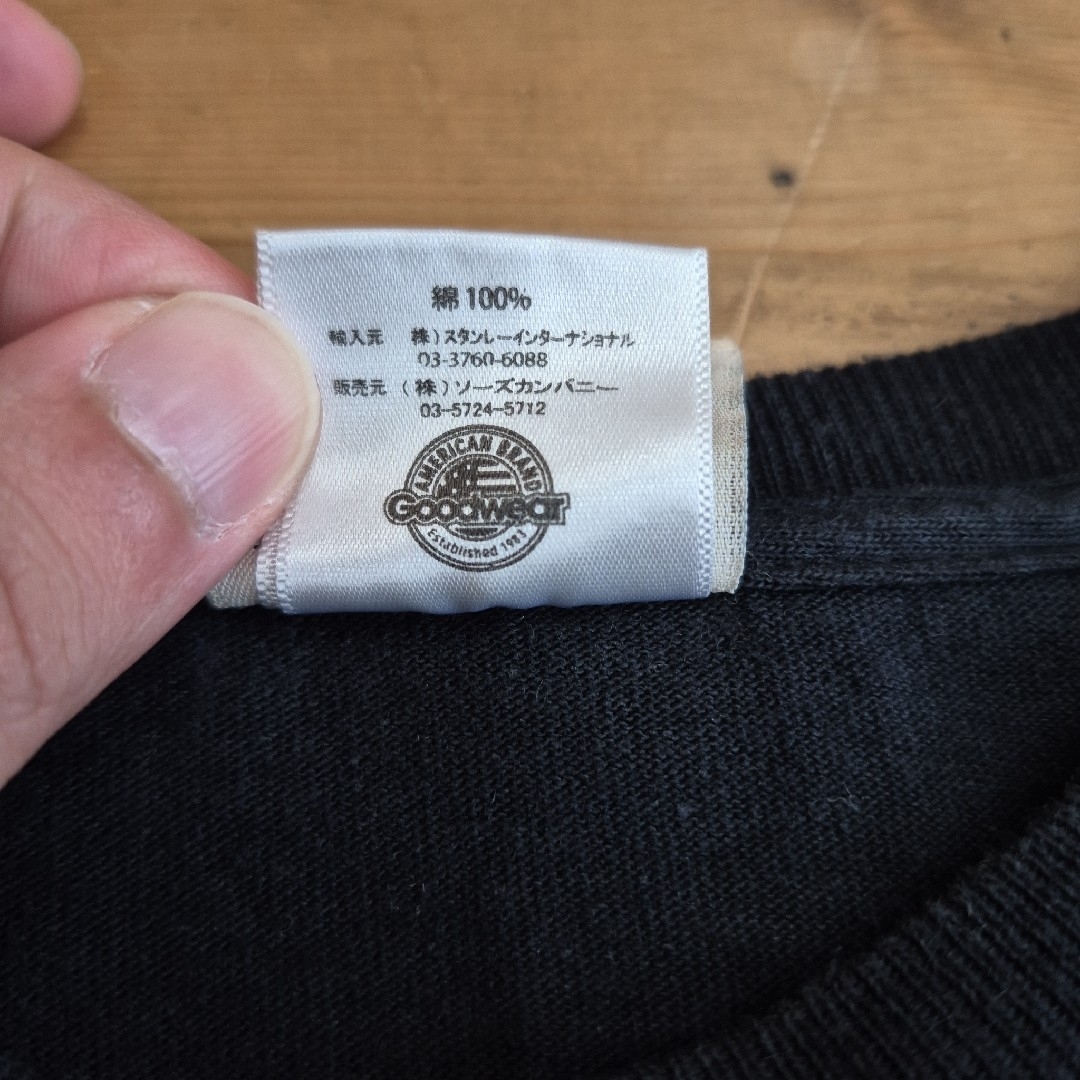 綿 100%
輸入元 株）スタンレーインターナショナル
03-3760-6088
販売元 （株）ソーズカンパニー
03-5724-5712
AMERICAN BRAND
Goodwear
Established 1983